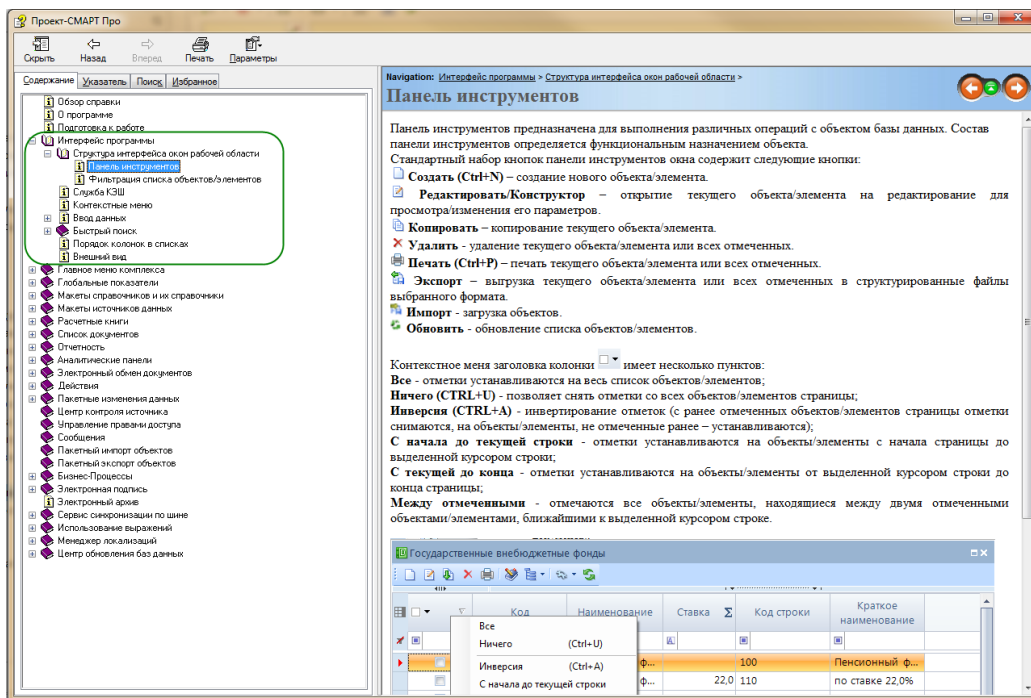 Проект-СМАРТ Про
Скрыть Назад Вперед Печать Параметры
Содержание Указатель Поиск Избранное
Обзор справки
О программе
Подготовка к работе
Интерфейс программы
Структура интерфейса окон рабочей области
Панель инструментов
Фильтрация списка объектов/элементов
Служба КЭШ
Контекстные меню
Ввод данных
Быстрый поиск
Порядок колонок в списках
Внешний вид
Главное меню комплекса
Глобальные показатели
Макеты справочников и их справочники
Макеты источников данных
Расчетные книги
Список документов
Отчетность
Аналитические панели
Электронный обмен документов
Действия
Пакетные изменения данных
Центр контроля источника
Управление правами доступа
Сообщения
Пакетный импорт объектов
Пакетный экспорт объектов
Бизнес-Процессы
Электронная подпись
Электронный архив
Сервис синхронизации по шине
Использование выражений
Менеджер локализаций
Центр обновления баз данных
Navigation: Интерфейс программы > Структура интерфейса окон рабочей области >
Панель инструментов
Панель инструментов предназначена для выполнения различных операций с объектом базы данных. Состав
панели инструментов определяется функциональным назначением объекта.
Стандартный набор кнопок панели инструментов окна содержит следующие кнопки:
Создать (Ctrl+N) – создание нового объекта/элемента.
Редактировать/Конструктор – открытие текущего объекта/элемента на редактирование для
просмотра/изменения его параметров.
Копировать – копирование текущего объекта/элемента.
Удалить - удаление текущего объекта/элемента или всех отмеченных.
Печать (Ctrl+P) – печать текущего объекта/элемента или всех отмеченных.
Экспорт – выгрузка текущего объекта/элемента или всех отмеченных в структурированные файлы
выбранного формата.
Импорт - загрузка объектов.
Обновить - обновление списка объектов/элементов.
Контекстное меня заголовка колонки имеет несколько пунктов:
Все - отметки устанавливаются на весь список объектов/элементов;
Ничего (CTRL+U) - позволяет снять отметки со всех объектов/элементов страницы;
Инверсия (CTRL+A) - инвертирование отметок (с ранее отмеченных объектов/элементов страницы отметки
снимаются, на объекты/элементы, не отмеченные ранее – устанавливаются);
С начала до текущей строки - отметки устанавливаются на объекты/элементы с начала страницы до
выделенной курсором строки;
С текущей до конца - отметки устанавливаются на объекты/элементы от выделенной курсором строки до
конца страницы;
Между отмеченными - отмечаются все объекты/элементы, находящиеся между двумя отмеченными
объектами/элементами, ближайшими к выделенной курсором строке.
Государственные внебюджетные фонды
Код Наименование Ставка Σ Код строки Краткое наименование
Все
Ничего (Ctrl+U)
Инверсия (Ctrl+A)
С начала до текущей строки
ф... 100 Пенсионный ф...
ф... 22,0 110 по ставке 22,0%